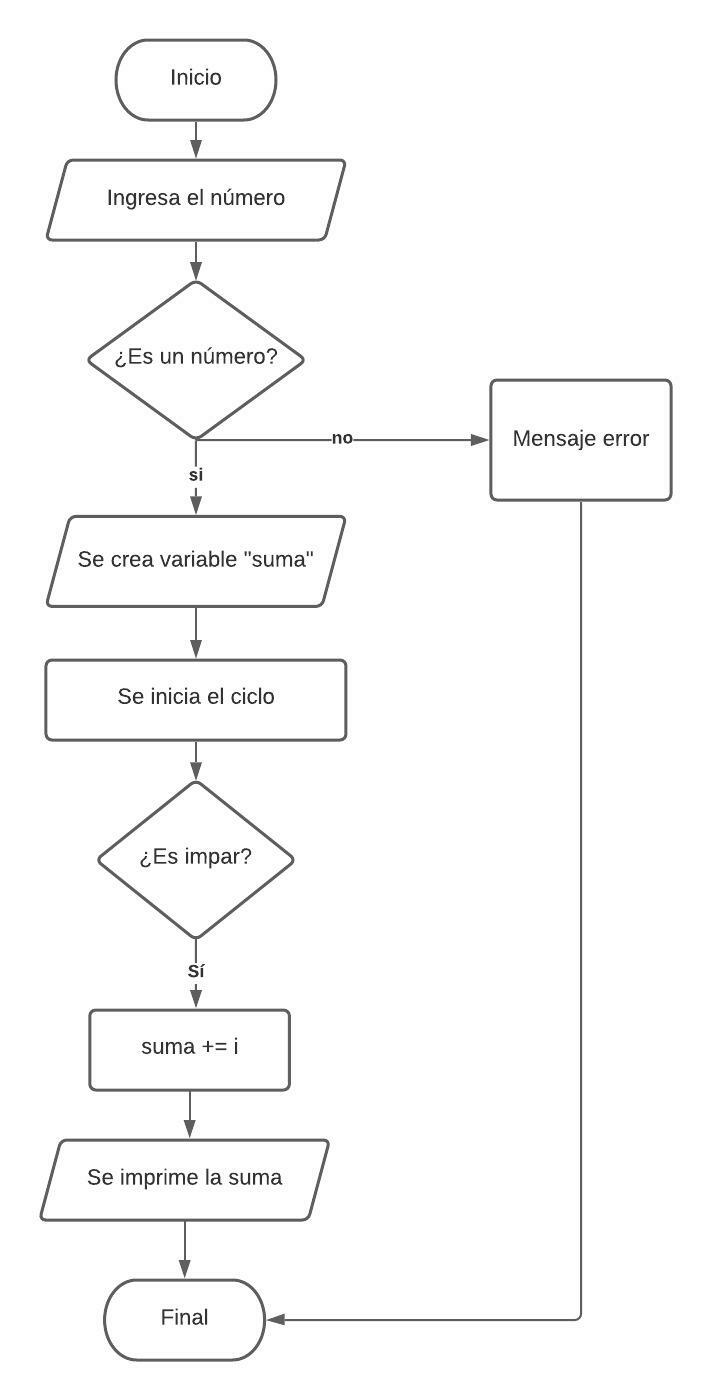 Inicio
Ingresa el número
¿Es un número?
no
Mensaje error
si
Se crea variable "suma"
Se inicia el ciclo
¿Es impar?
Sí
suma += i
Se imprime la suma
Final